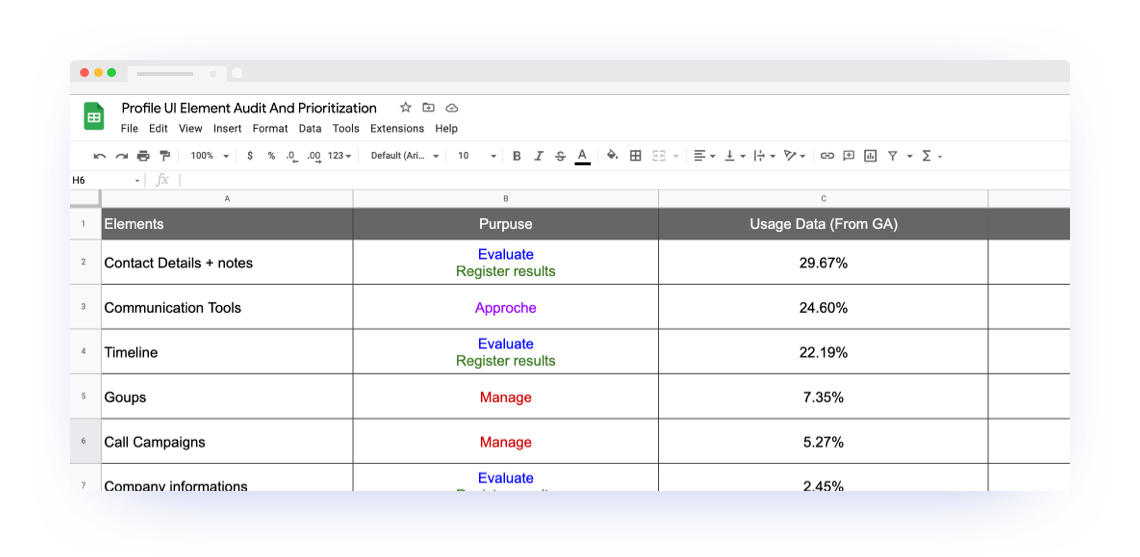 Profile UI Element Audit And Prioritization
File Edit View Insert Format Data Tools Extensions Help
100% $ % .0 .00 123 Default (Ari... 10 B I S A Σ
H6 fx
A B C
1 Elements Purpuse Usage Data (From GA)
2 Contact Details + notes Evaluate 29.67%
Register results
3 Communication Tools Approche 24.60%
4 Timeline Evaluate 22.19%
Register results
5 Goups Manage 7.35%
6 Call Campaigns Manage 5.27%
7 Company informations Evaluate 2.45%